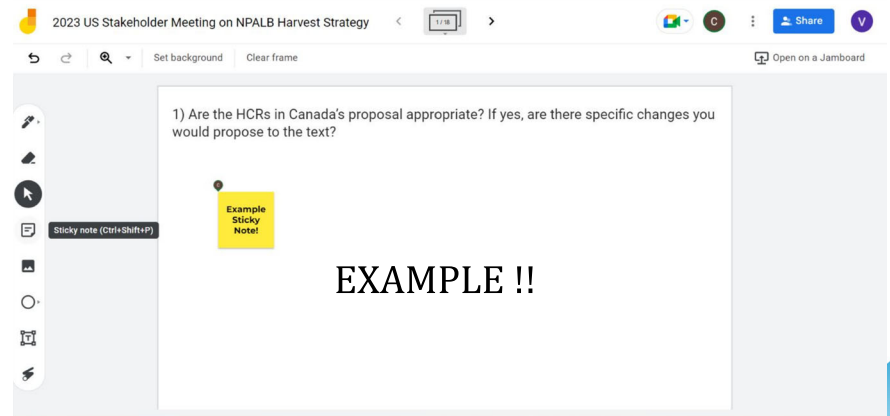 2023 US Stakeholder Meeting on NPALB Harvest Strategy
1 / 18
C
Share
V
Set background
Clear frame
Open on a Jamboard
1) Are the HCRs in Canada's proposal appropriate? If yes, are there specific changes you
would propose to the text?
Example
Sticky
Note!
Sticky note (Ctrl+Shift+P)
EXAMPLE !!
T